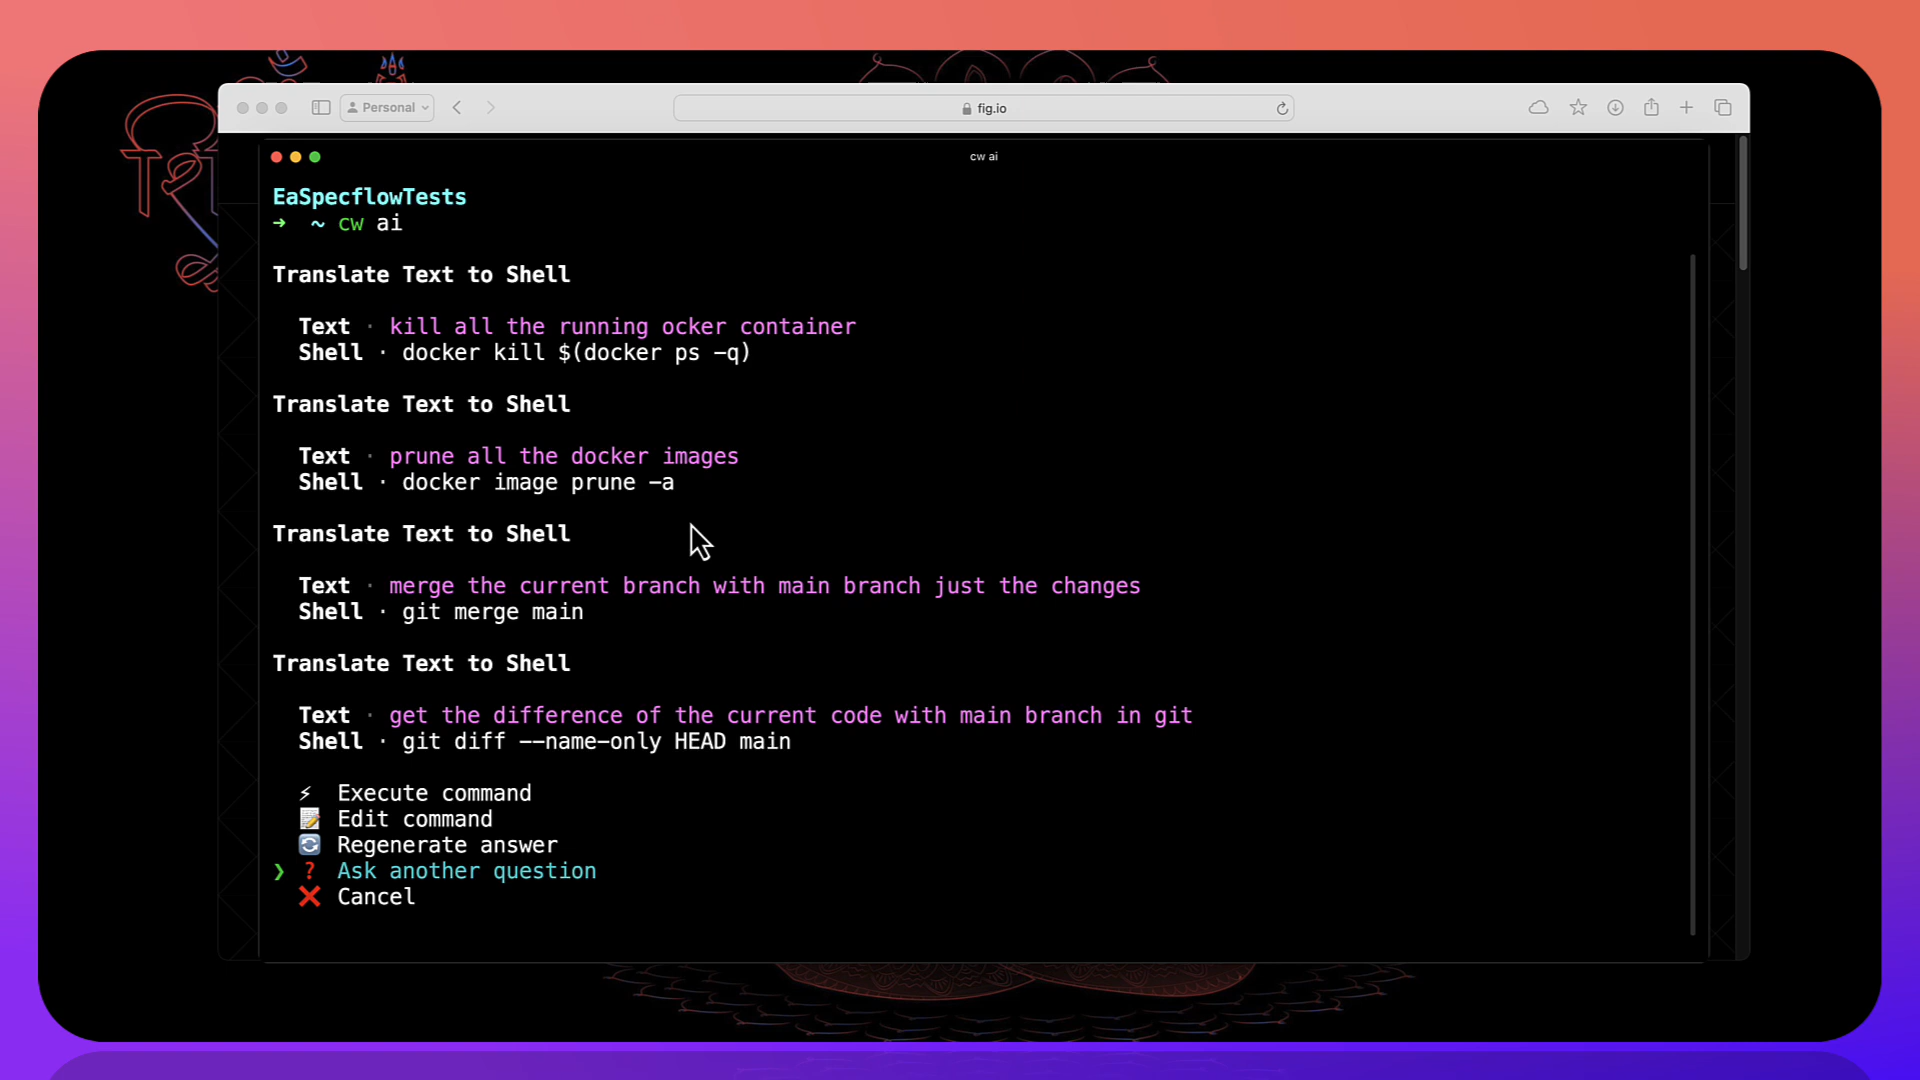 Personal
fig.io
cw ai
EaSpecflowTests
➜ ~ cw ai
Translate Text to Shell
Text · kill all the running ocker container
Shell · docker kill $(docker ps -q)
Translate Text to Shell
Text · prune all the docker images
Shell · docker image prune -a
Translate Text to Shell
Text · merge the current branch with main branch just the changes
Shell · git merge main
Translate Text to Shell
Text · get the difference of the current code with main branch in git
Shell · git diff --name-only HEAD main
⚡ Execute command
📝 Edit command
🔄 Regenerate answer
❯ ❓ Ask another question
❌ Cancel